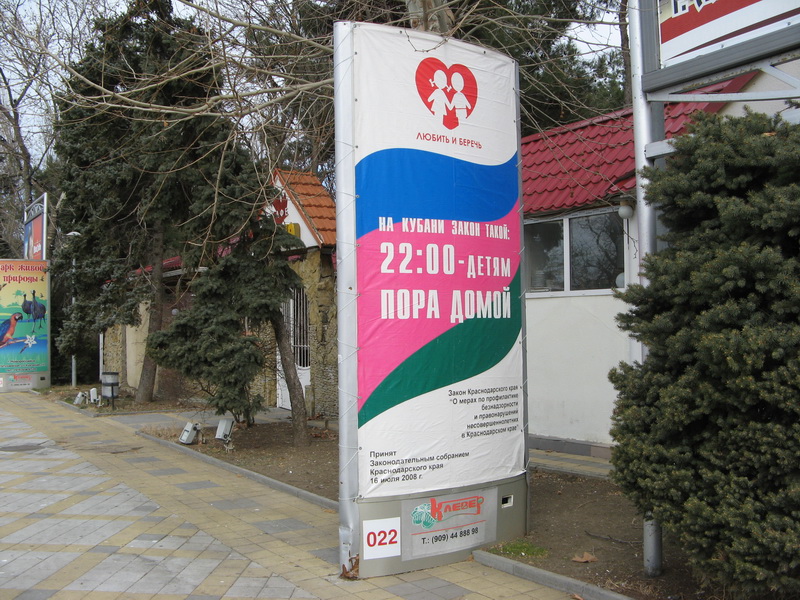 ЛЮБИТЬ И БЕРЕЧЬ
НА КУБАНИ ЗАКОН ТАКОЙ:
22:00-ДЕТЯМ
ПОРА ДОМОЙ
Закон Краснодарского края
"О мерах по профилактике
безнадзорности
и правонарушений
несовершеннолетних
в Краснодарском крае"
Принят
Законодательным собранием
Краснодарского края
16 июля 2008 г.
022
КЛЕВЕР
Т.: (909) 44 888 98
природы